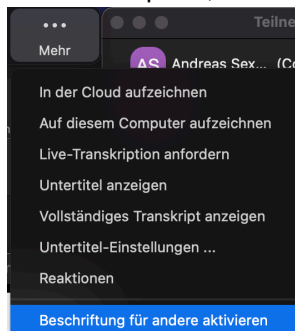 Teilne
Mehr
AS Andreas Sex... (Co
In der Cloud aufzeichnen
Auf diesem Computer aufzeichnen
Live-Transkription anfordern
Untertitel anzeigen
Vollständiges Transkript anzeigen
Untertitel-Einstellungen ...
Reaktionen
Beschriftung für andere aktivieren